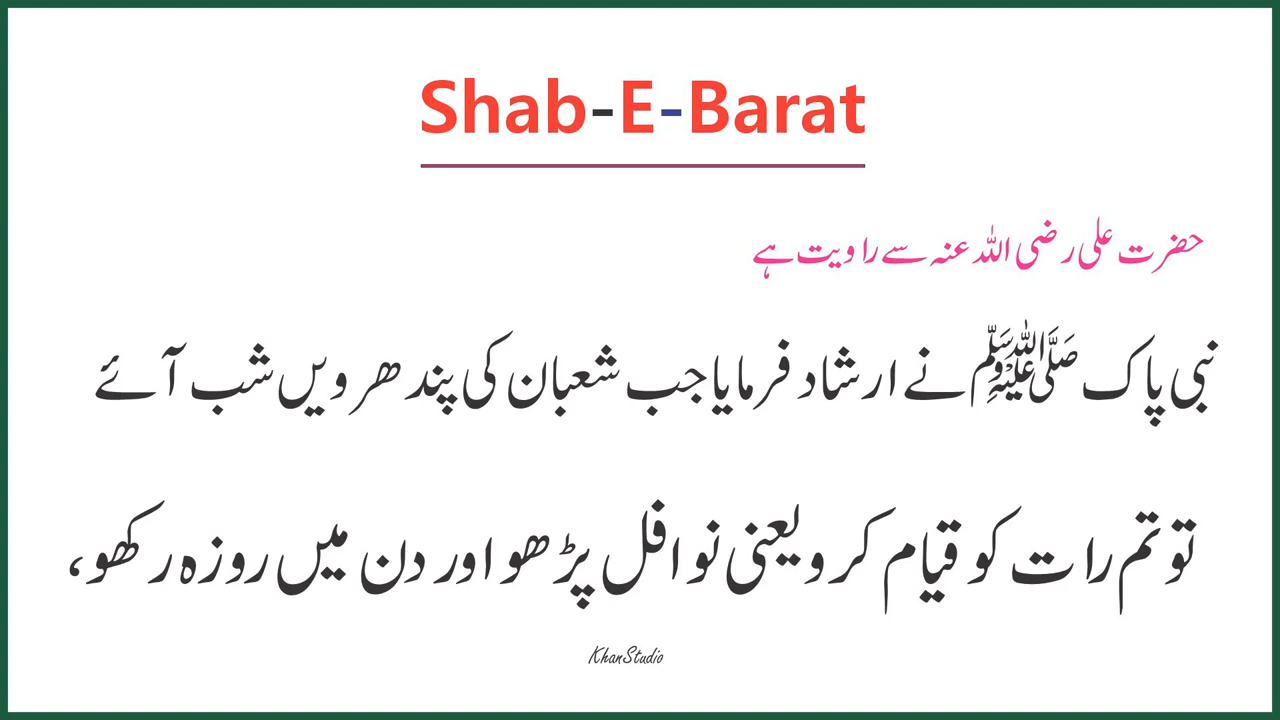 Shab-E-Barat
حضرت علی رضی اللہ عنہ سے راویت ہے
نبی پاک ﷺ نے ارشاد فرمایا جب شعبان کی پندھرویں شب آئے
تو تم رات کو قیام کرو یعنی نوافل پڑھو اور دن میں روزہ رکھو،
KhanStudio